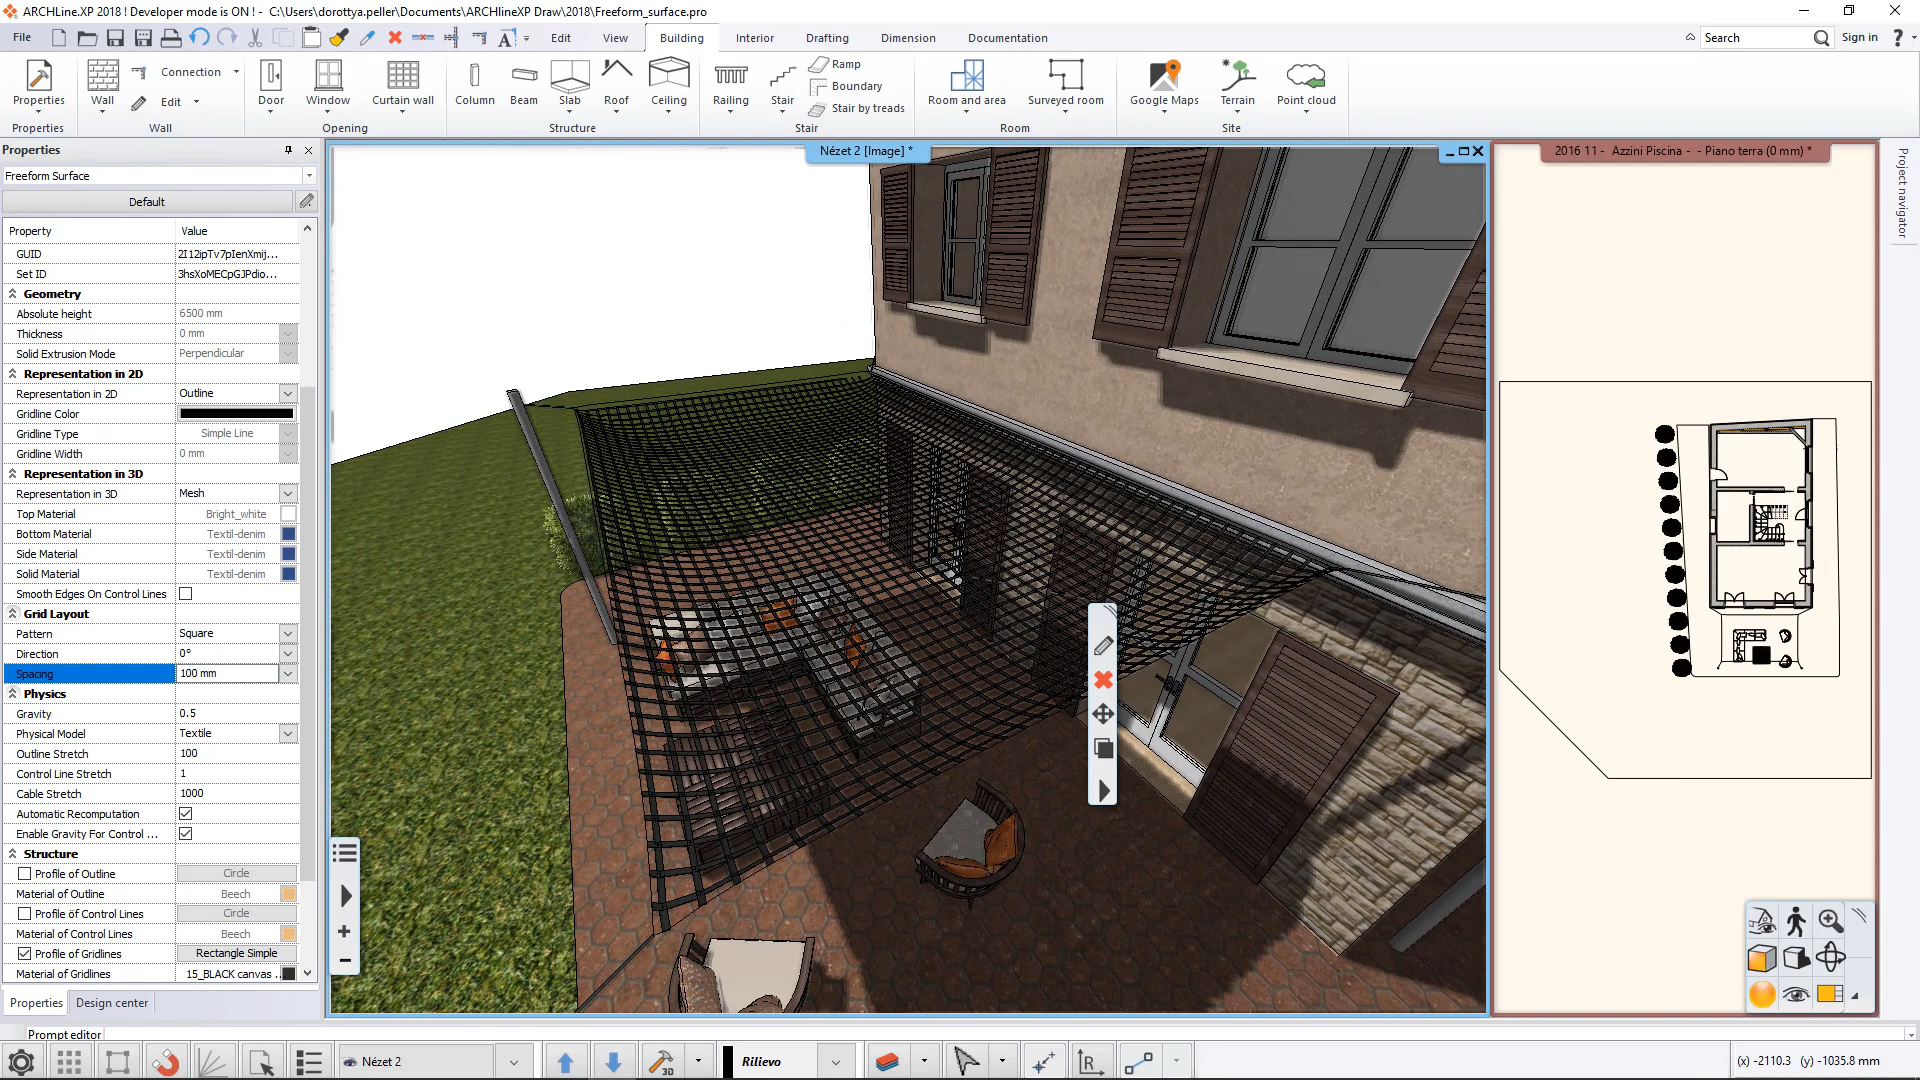 ARCHLine.XP 2018 ! Developer mode is ON ! - C:\Users\dorottya.peller\Documents\ARCHlineXP Draw\2018\Freeform_surface.pro
File Edit View Building Interior Drafting Dimension Documentation Search Sign in
Properties Wall Connection Edit Door Window Curtain wall Column Beam Slab Roof Ceiling Railing Stair Ramp Boundary Stair by treads Room and area Surveyed room Google Maps Terrain Point cloud
Properties Wall Opening Structure Stair Room Site
Properties
Freeform Surface
Default
Property Value
GUID 2I12ipTv7pIenXmij...
Set ID 3hsXoMECpGJPdio...
Geometry
Absolute height 6500 mm
Thickness 0 mm
Solid Extrusion Mode Perpendicular
Representation in 2D
Representation in 2D Outline
Gridline Color
Gridline Type Simple Line
Gridline Width 0 mm
Representation in 3D
Representation in 3D Mesh
Top Material Bright_white
Bottom Material Textil-denim
Side Material Textil-denim
Solid Material Textil-denim
Smooth Edges On Control Lines
Grid Layout
Pattern Square
Direction 0°
Spacing 100 mm
Physics
Gravity 0.5
Physical Model Textile
Outline Stretch 100
Control Line Stretch 1
Cable Stretch 1000
Automatic Recomputation
Enable Gravity For Control ...
Structure
Profile of Outline Circle
Material of Outline Beech
Profile of Control Lines Circle
Material of Control Lines Beech
Profile of Gridlines Rectangle Simple
Material of Gridlines 15_BLACK canvas ...
Properties Design center
Nézet 2 [Image] *
2016 11 - Azzini Piscina - - Piano terra (0 mm) *
Project navigator
Prompt editor
Nézet 2
3D
Rilievo
R
(x) -2110.3 (y) -1035.8 mm